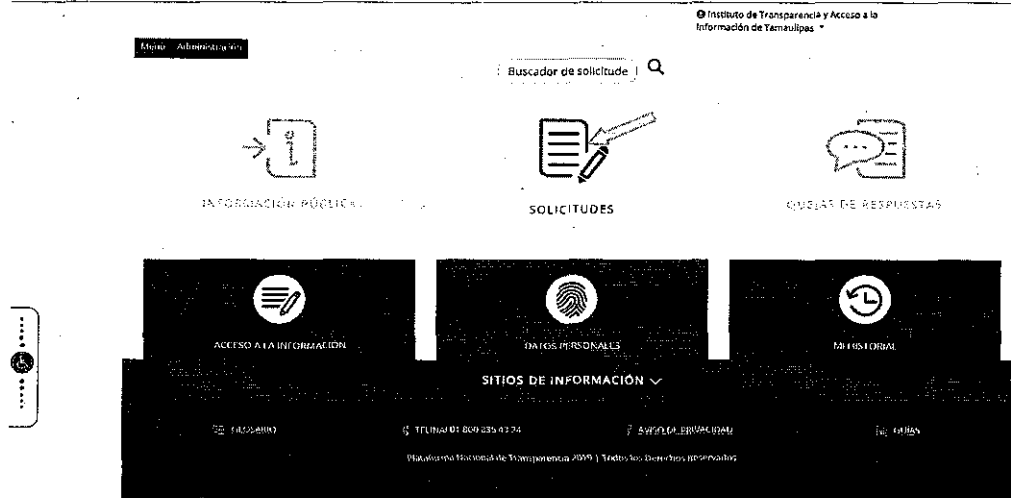 Instituto de Transparencia y Acceso a la
Información de Tamaulipas
Menú Administración
Buscador de solicitude
INFORMACIÓN PÚBLICA
SOLICITUDES
QUEJAS DE RESPUESTAS
ACCESO A LA INFORMACIÓN
DATOS PERSONALES
MI HISTORIAL
SITIOS DE INFORMACIÓN
GLOSARIO
TELINAI 01 800 835 43 24
AVISO DE PRIVACIDAD
GUÍAS
Plataforma Nacional de Transparencia 2019 | Todos los Derechos Reservados